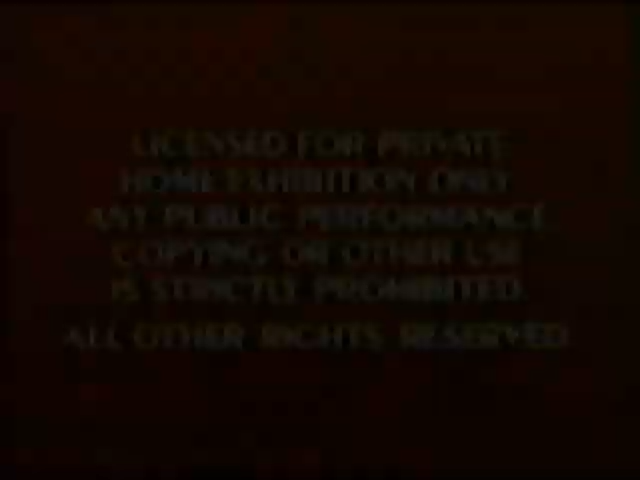 LICENSED FOR PRIVATE
HOME EXHIBITION ONLY
ANY PUBLIC PERFORMANCE
COPYING OR OTHER USE
IS STRICTLY PROHIBITED
ALL OTHER RIGHTS RESERVED